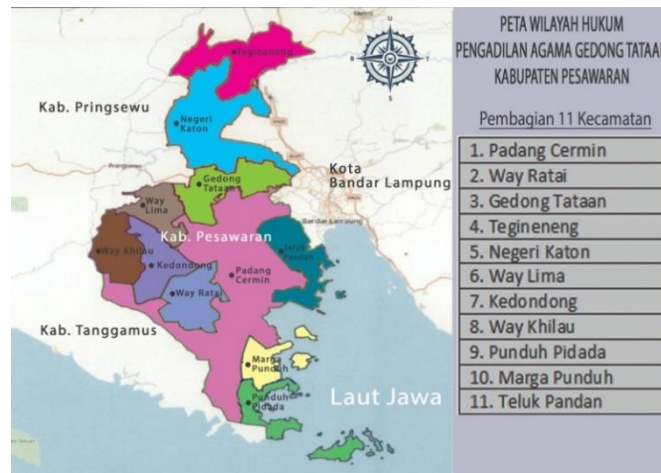 Tegineneng
Kab. Pringsewu
Negeri
Katon
Gedong
Tataan
Kota
Bandar Lampung
Way
Lima
Bandar Lampung
Kab. Pesawaran
Way Khilau
Teluk
Pandan
Kedondong
Padang
Cermin
Way Ratai
Kab. Tanggamus
Marga
Punduh
Punduh
Pidada
Laut Jawa
U
B
T
S
PETA WILAYAH HUKUM
PENGADILAN AGAMA GEDONG TATAA
KABUPATEN PESAWARAN
Pembagian 11 Kecamatan
1. Padang Cermin
2. Way Ratai
3. Gedong Tataan
4. Tegineneng
5. Negeri Katon
6. Way Lima
7. Kedondong
8. Way Khilau
9. Punduh Pidada
10. Marga Punduh
11. Teluk Pandan